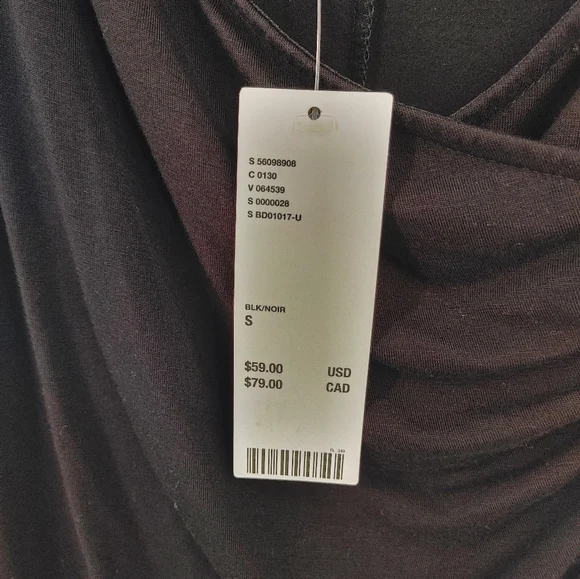 S 56098908
C 0130
V 064539
S 0000028
S BD01017-U
BLK/NOIR
S
$59.00 USD
$79.00 CAD